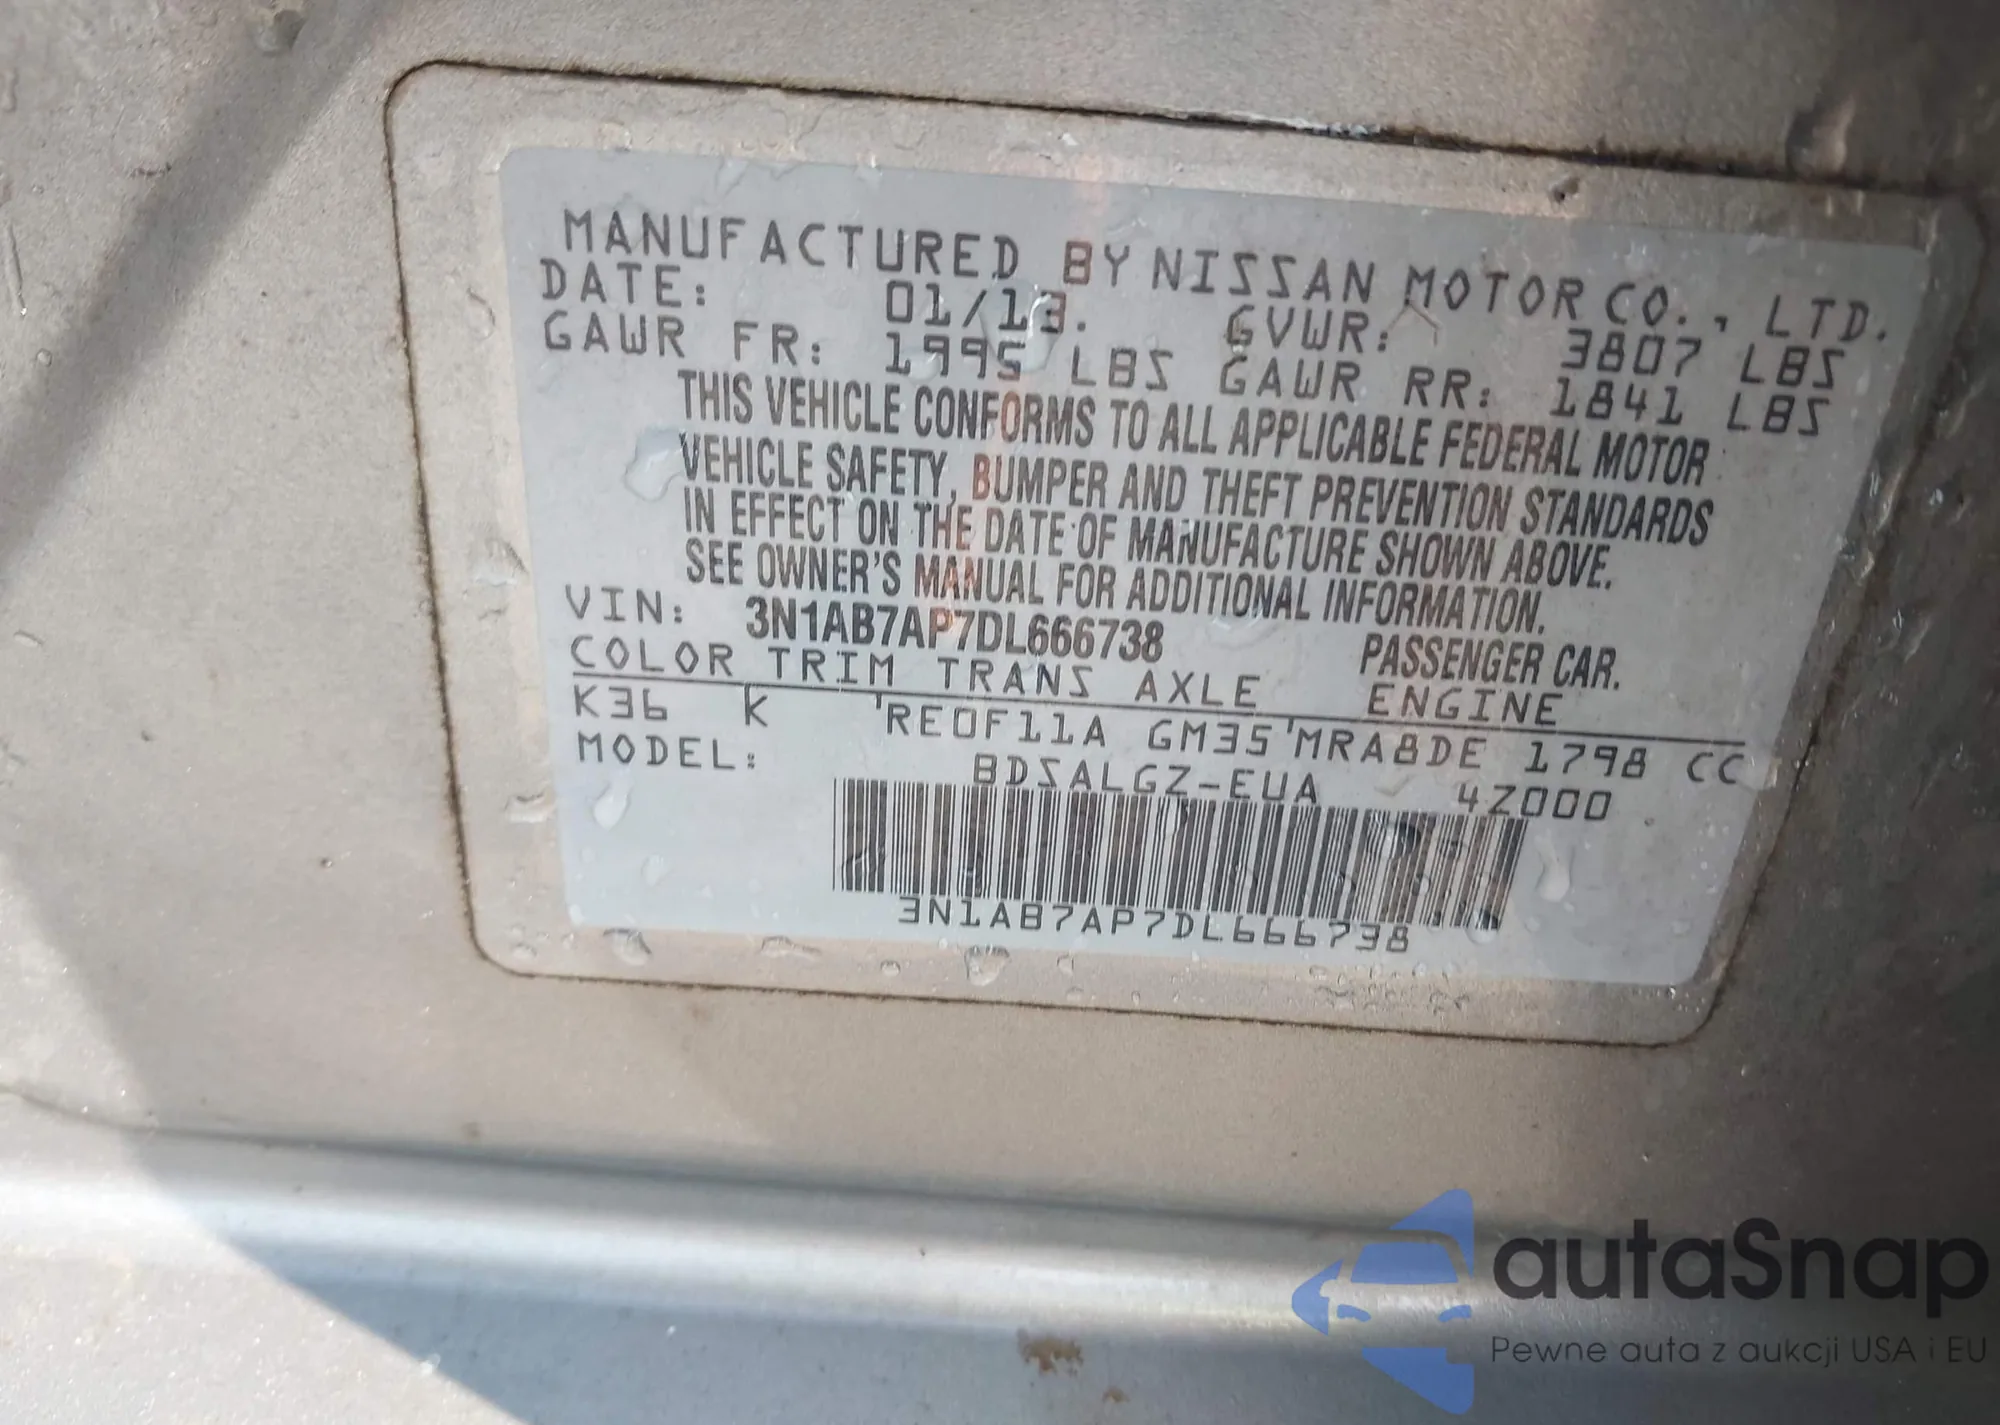 MANUFACTURED BY NISSAN MOTOR CO., LTD.
DATE: 01/13. GVWR: 3807 LBS
GAWR FR: 1995 LBS GAWR RR: 1841 LBS
THIS VEHICLE CONFORMS TO ALL APPLICABLE FEDERAL MOTOR
VEHICLE SAFETY, BUMPER AND THEFT PREVENTION STANDARDS
IN EFFECT ON THE DATE OF MANUFACTURE SHOWN ABOVE.
SEE OWNER'S MANUAL FOR ADDITIONAL INFORMATION.
VIN: 3N1AB7AP7DL666738 PASSENGER CAR.
COLOR TRIM TRANS AXLE ENGINE
K36 K 'RE0F11A GM35'MRA8DE 1798 CC
MODEL: BDSALGZ-EUA 4Z000
3N1AB7AP7DL666738
autaSnap
Pewne auta z aukcji USA i EU